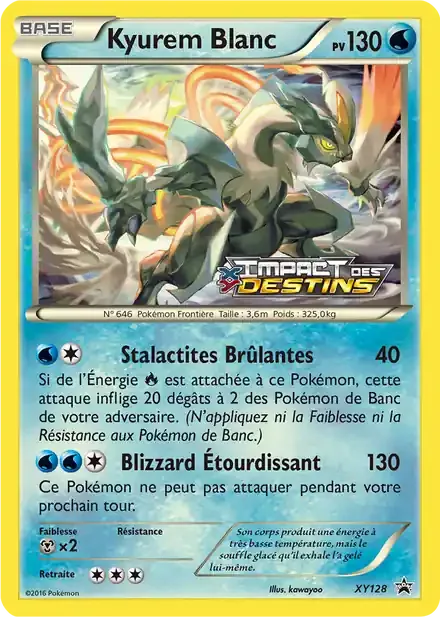 BASE
Kyurem Blanc
PV130
XY
IMPACT DES
DESTINS
N° 646 Pokémon Frontière Taille : 3,6m Poids : 325,0kg
Stalactites Brûlantes 40
Si de l'Énergie est attachée à ce Pokémon, cette
attaque inflige 20 dégâts à 2 des Pokémon de Banc
de votre adversaire. (N'appliquez ni la Faiblesse ni la
Résistance aux Pokémon de Banc.)
Blizzard Étourdissant 130
Ce Pokémon ne peut pas attaquer pendant votre
prochain tour.
Faiblesse Résistance
×2
Retraite
Son corps produit une énergie à
très basse température, mais le
souffle glacé qu'il exhale l'a gelé
lui-même.
©2016 Pokémon
Illus. kawayoo
XY128